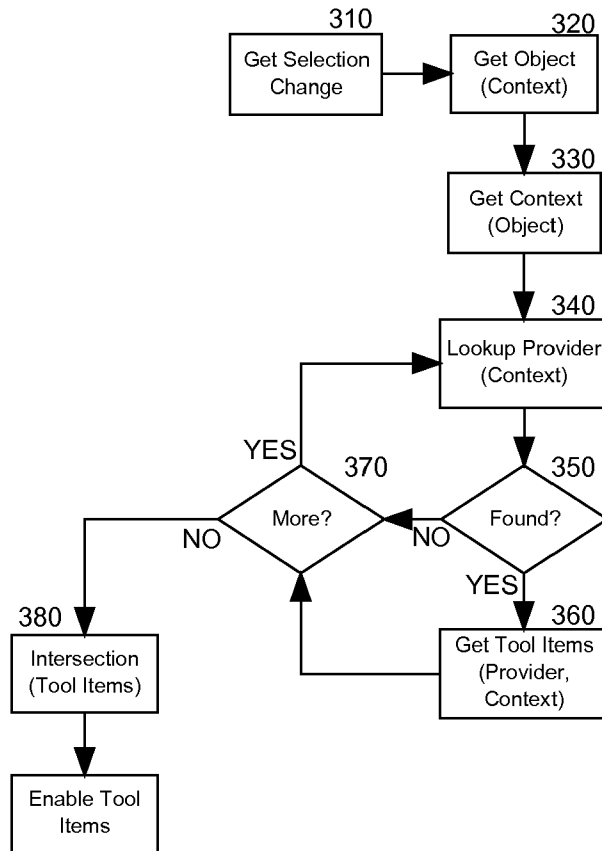 310
Get Selection
Change
320
Get Object
(Context)
330
Get Context
(Object)
340
Lookup Provider
(Context)
350
Found?
NO
YES
360
Get Tool Items
(Provider,
Context)
370
More?
YES
NO
380
Intersection
(Tool Items)
Enable Tool
Items